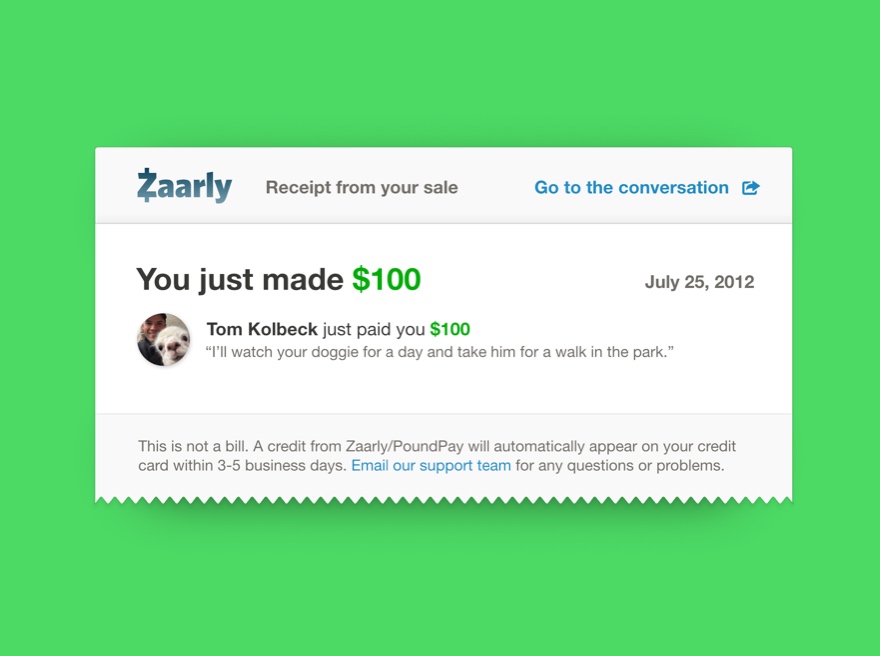 Zaarly Receipt from your sale Go to the conversation
You just made $100 July 25, 2012
Tom Kolbeck just paid you $100
“I’ll watch your doggie for a day and take him for a walk in the park.”
This is not a bill. A credit from Zaarly/PoundPay will automatically appear on your credit
card within 3-5 business days. Email our support team for any questions or problems.